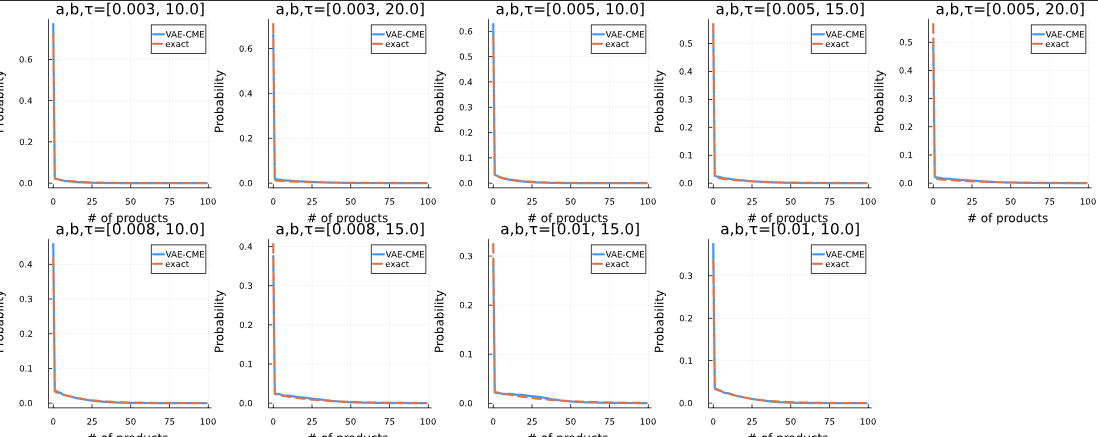 a,b,τ=[0.003, 10.0]
a,b,τ=[0.003, 20.0]
a,b,τ=[0.005, 10.0]
a,b,τ=[0.005, 15.0]
a,b,τ=[0.005, 20.0]
Probability
0.6
0.4
0.2
0.0
VAE-CME
exact
0 25 50 75 100
# of products
Probability
0.6
0.4
0.2
0.0
VAE-CME
exact
0 25 50 75 100
# of products
Probability
0.6
0.5
0.4
0.3
0.2
0.1
0.0
VAE-CME
exact
0 25 50 75 100
# of products
Probability
0.5
0.4
0.3
0.2
0.1
0.0
VAE-CME
exact
0 25 50 75 100
# of products
Probability
0.5
0.4
0.3
0.2
0.1
0.0
VAE-CME
exact
0 25 50 75 100
# of products
a,b,τ=[0.008, 10.0]
a,b,τ=[0.008, 15.0]
a,b,τ=[0.01, 15.0]
a,b,τ=[0.01, 10.0]
Probability
0.4
0.3
0.2
0.1
0.0
VAE-CME
exact
0 25 50 75 100
# of products
Probability
0.4
0.3
0.2
0.1
0.0
VAE-CME
exact
0 25 50 75 100
# of products
Probability
0.3
0.2
0.1
0.0
VAE-CME
exact
0 25 50 75 100
# of products
Probability
0.3
0.2
0.1
0.0
VAE-CME
exact
0 25 50 75 100
# of products